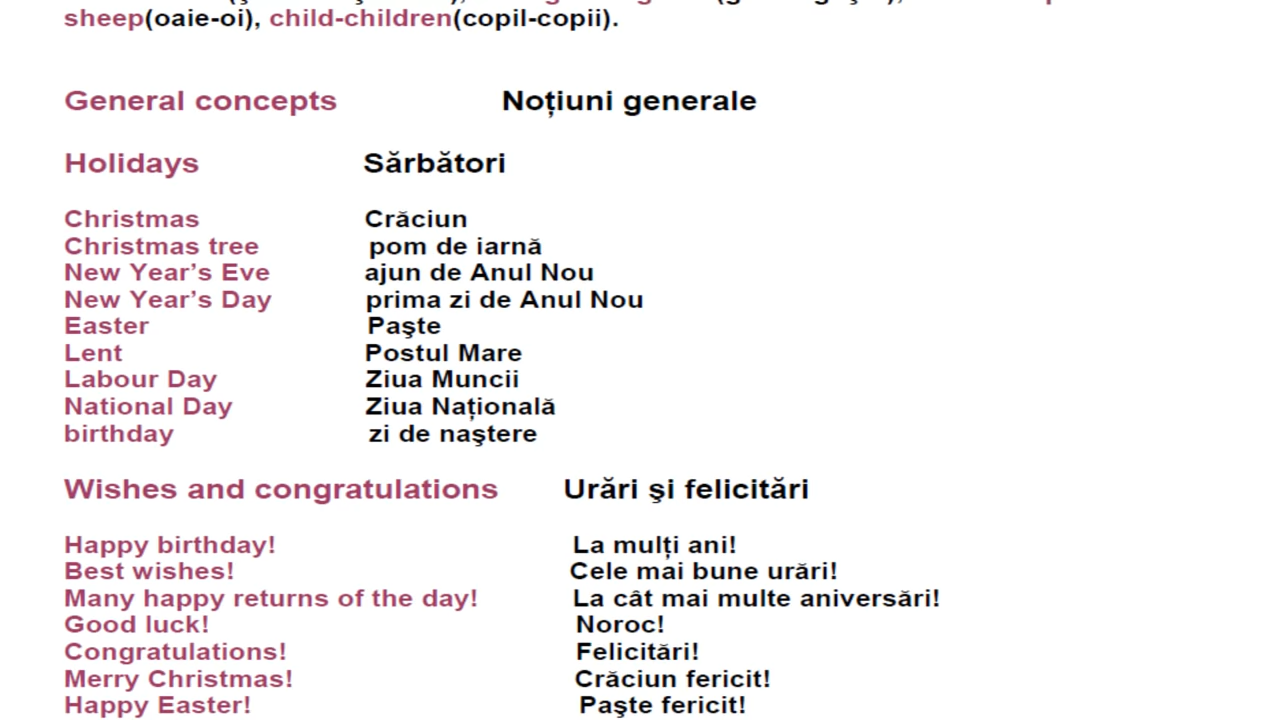 sheep(oaie-oi), child-children(copil-copii).
General concepts Noțiuni generale
Holidays Sărbători
Christmas Crăciun
Christmas tree pom de iarnă
New Year’s Eve ajun de Anul Nou
New Year’s Day prima zi de Anul Nou
Easter Paşte
Lent Postul Mare
Labour Day Ziua Muncii
National Day Ziua Națională
birthday zi de naştere
Wishes and congratulations Urări şi felicitări
Happy birthday! La mulți ani!
Best wishes! Cele mai bune urări!
Many happy returns of the day! La cât mai multe aniversări!
Good luck! Noroc!
Congratulations! Felicitări!
Merry Christmas! Crăciun fericit!
Happy Easter! Paşte fericit!